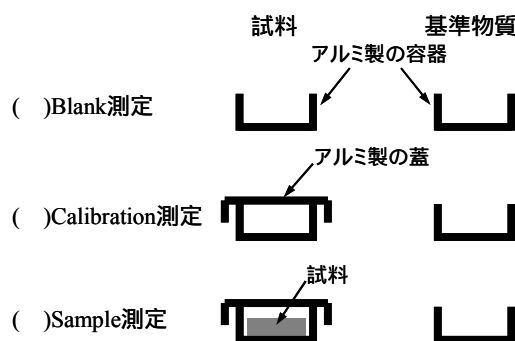 試料 基準物質
アルミ製の容器
( )Blank測定
アルミ製の蓋
( )Calibration測定
試料
( )Sample測定